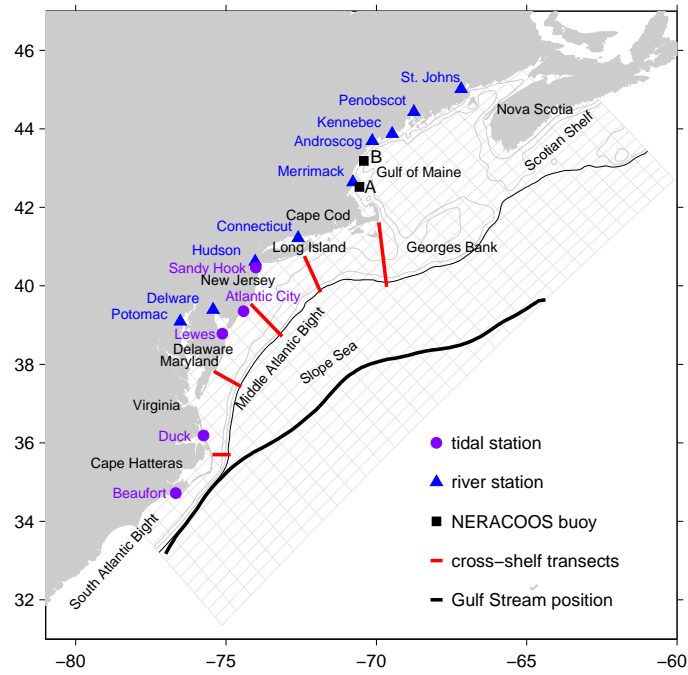 46
44
42
40
38
36
34
32
−80
−75
−70
−65
−60
St. Johns
Penobscot
Nova Scotia
Kennebec
Androscog
Scotian Shelf
B
Merrimack
Gulf of Maine
A
Cape Cod
Connecticut
Long Island
Georges Bank
Hudson
Sandy Hook
New Jersey
Delware
Atlantic City
Potomac
Lewes
Delaware
Maryland
Middle Atlantic Bight
Slope Sea
Virginia
Duck
Cape Hatteras
Beaufort
South Atlantic Bight
tidal station
river station
NERACOOS buoy
cross−shelf transects
Gulf Stream position